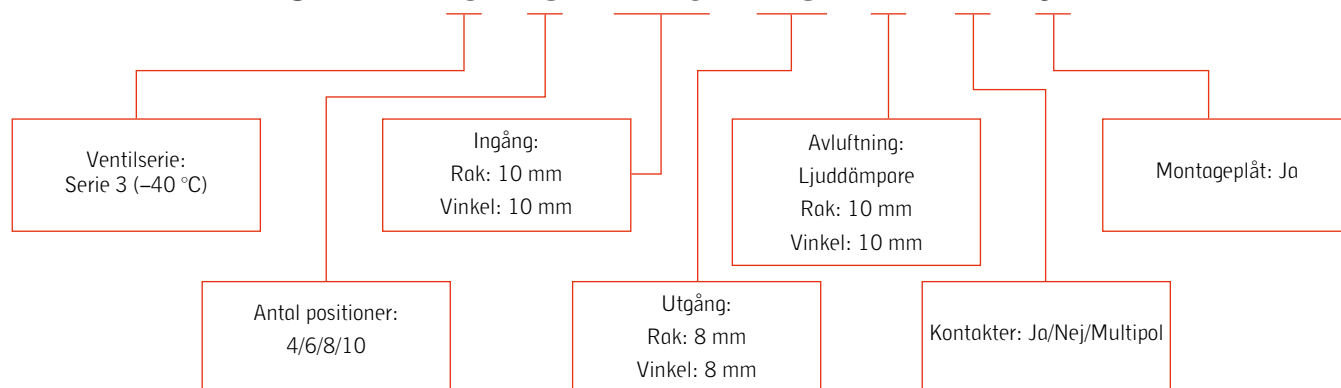 Ventilserie:
Serie 3 (–40 °C)
Antal positioner:
4/6/8/10
Ingång:
Rak: 10 mm
Vinkel: 10 mm
Utgång:
Rak: 8 mm
Vinkel: 8 mm
Avluftning:
Ljuddämpare
Rak: 10 mm
Vinkel: 10 mm
Kontakter: Ja/Nej/Multipol
Montageplåt: Ja